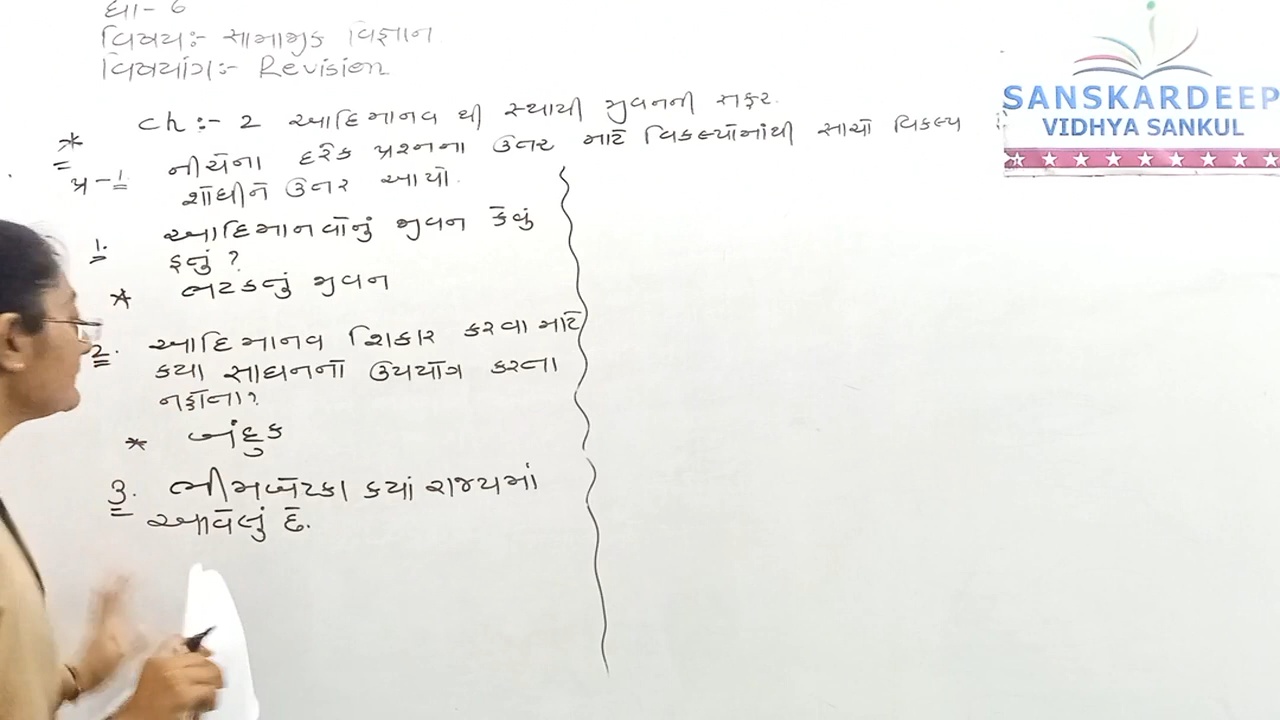 ધો- 6
વિષય:- સામાજીક વિજ્ઞાન
વિષયાંગ:- Revision
Ch :- 2 આદિમાનવ થી સ્થાયી જીવનની સફર.
* પ્ર-1. નીચેના દરેક પ્રશ્નના ઉત્તર માટે વિકલ્પોમાંથી સાચો વિકલ્પ
શોધીને ઉત્તર આપો.
1. આદિમાનવોનું જીવન કેવું
હતું ?
* ભટકતું જીવન
2. આદિમાનવ શિકાર કરવા માટે
કયા સાધનનો ઉપયોગ કરતા
નહોતા?
* બંદુક
3. ભીમબેટકા કયાં રાજ્યમાં
આવેલું છે.
SANSKARDEEP
VIDHYA SANKUL